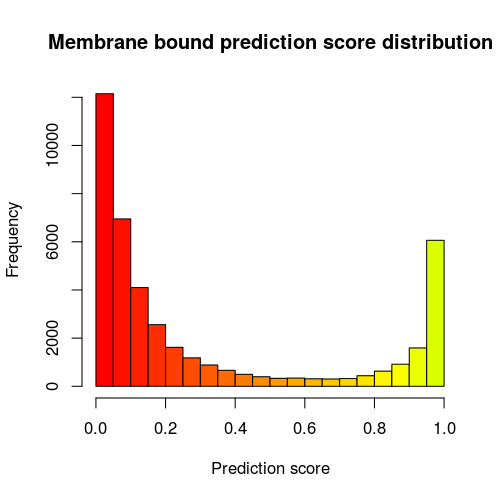 Membrane bound prediction score distribution
Frequency
10000
6000
2000
0
0.0 0.2 0.4 0.6 0.8 1.0
Prediction score